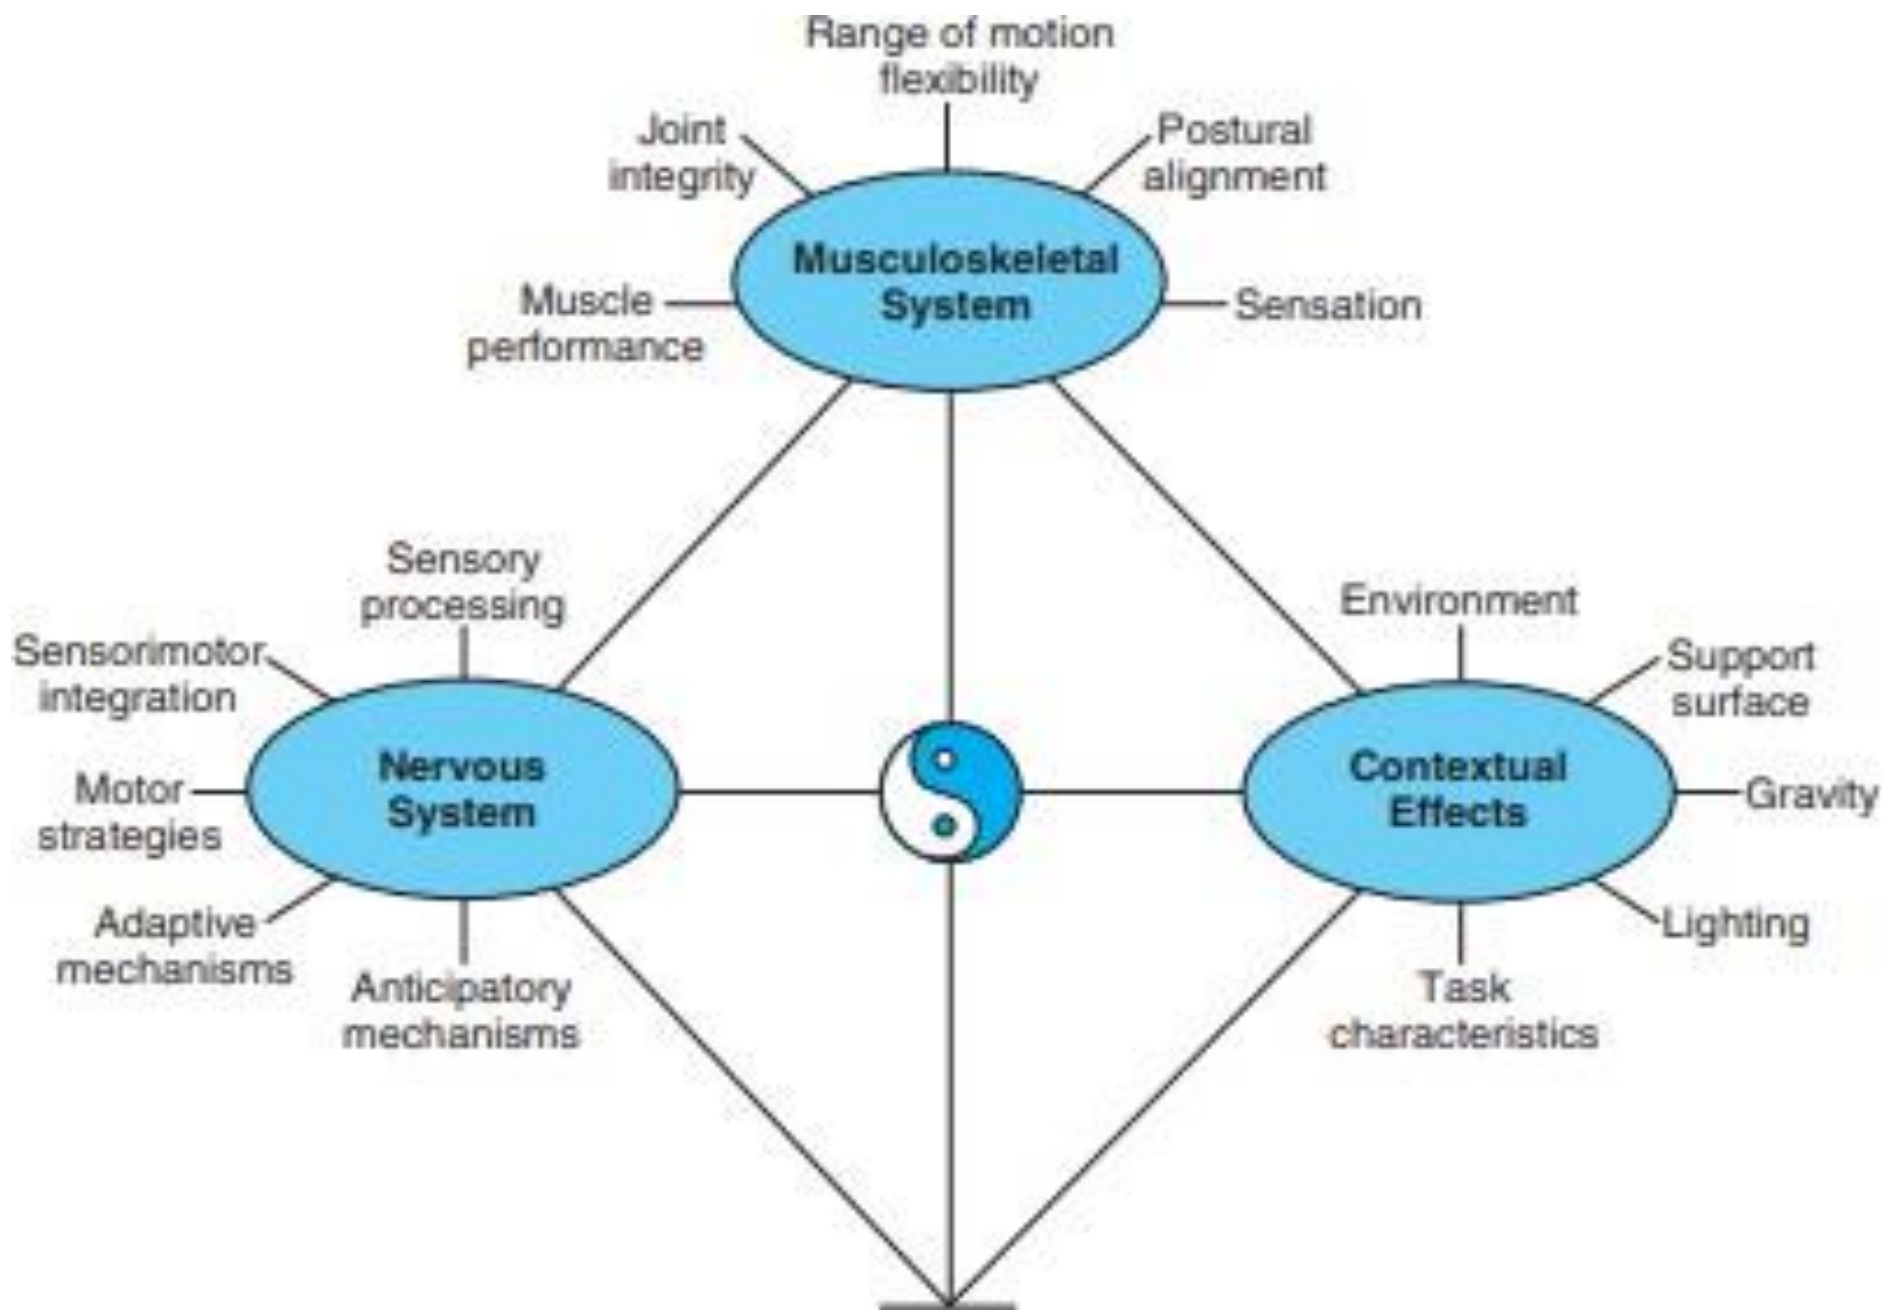 Range of motion
flexibility
Joint
integrity
Postural
alignment
Musculoskeletal
System
Muscle
performance
Sensation
Sensory
processing
Sensorimotor
integration
Nervous
System
Motor
strategies
Adaptive
mechanisms
Anticipatory
mechanisms
Environment
Support
surface
Contextual
Effects
Gravity
Lighting
Task
characteristics